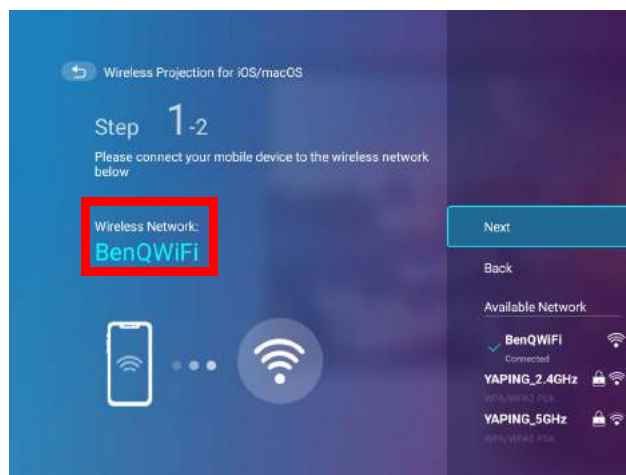 Wireless Projection for iOS/macOS
Step 1-2
Please connect your mobile device to the wireless network
below
Wireless Network:
BenQWiFi
Next
Back
Available Network
BenQWiFi
Connected
YAPING_2.4GHz
WPA/WPA2 PSK
YAPING_5GHz
WPA/WPA2 PSK